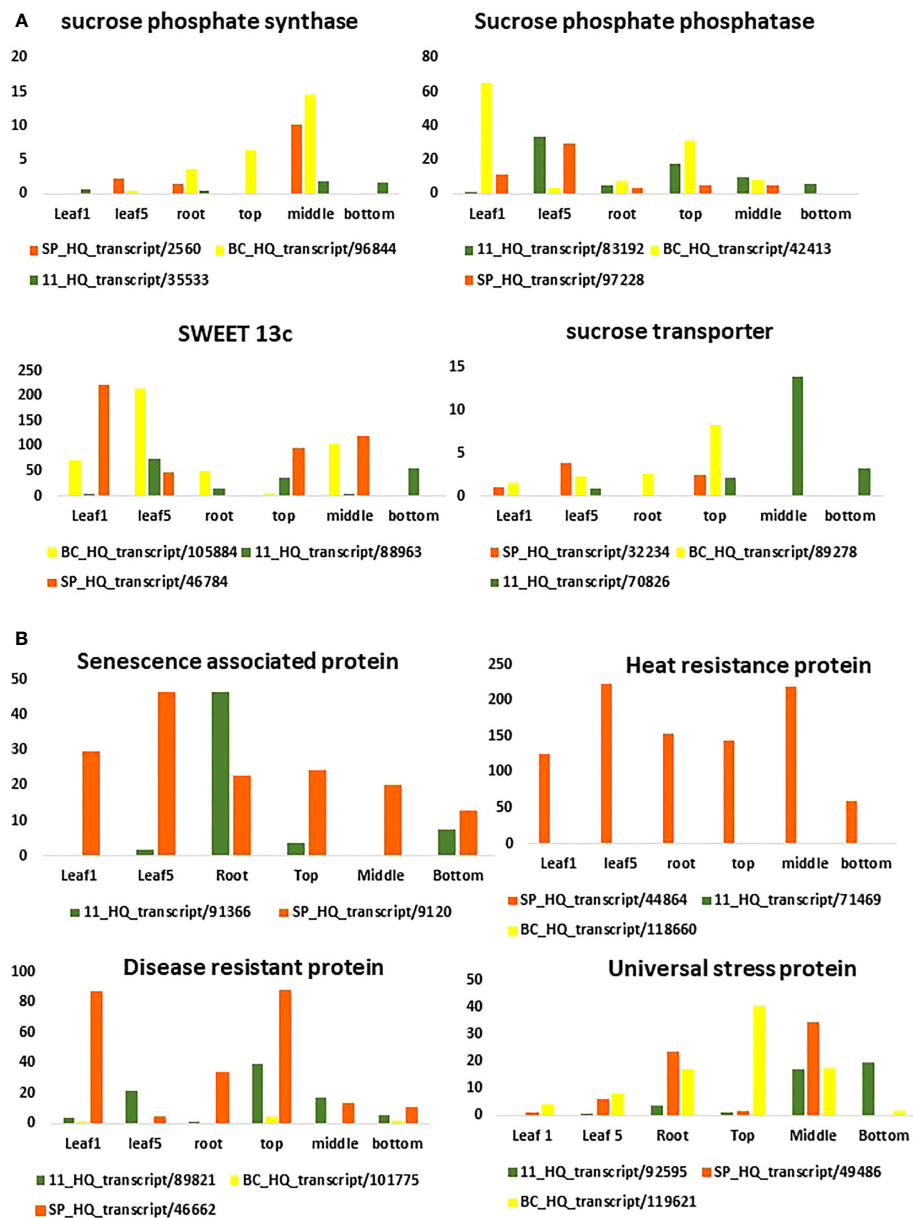 A
sucrose phosphate synthase
20
15
10
5
0
Leaf1 leaf5 root top middle bottom
SP_HQ_transcript/2560 BC_HQ_transcript/96844
11_HQ_transcript/35533
Sucrose phosphate phosphatase
80
60
40
20
0
Leaf1 leaf5 root top middle bottom
11_HQ_transcript/83192 BC_HQ_transcript/42413
SP_HQ_transcript/97228
SWEET 13c
250
200
150
100
50
0
Leaf1 leaf5 root top middle bottom
BC_HQ_transcript/105884 11_HQ_transcript/88963
SP_HQ_transcript/46784
sucrose transporter
15
10
5
0
Leaf1 leaf5 root top middle bottom
SP_HQ_transcript/32234 BC_HQ_transcript/89278
11_HQ_transcript/70826
B
Senescence associated protein
50
40
30
20
10
0
Leaf1 Leaf5 Root Top Middle Bottom
11_HQ_transcript/91366 SP_HQ_transcript/9120
Heat resistance protein
250
200
150
100
50
0
Leaf1 leaf5 root top middle bottom
SP_HQ_transcript/44864 11_HQ_transcript/71469
BC_HQ_transcript/118660
Disease resistant protein
100
80
60
40
20
0
Leaf1 leaf5 root top middle bottom
11_HQ_transcript/89821 BC_HQ_transcript/101775
SP_HQ_transcript/46662
Universal stress protein
50
40
30
20
10
0
Leaf 1 Leaf 5 Root Top Middle Bottom
11_HQ_transcript/92595 SP_HQ_transcript/49486
BC_HQ_transcript/119621